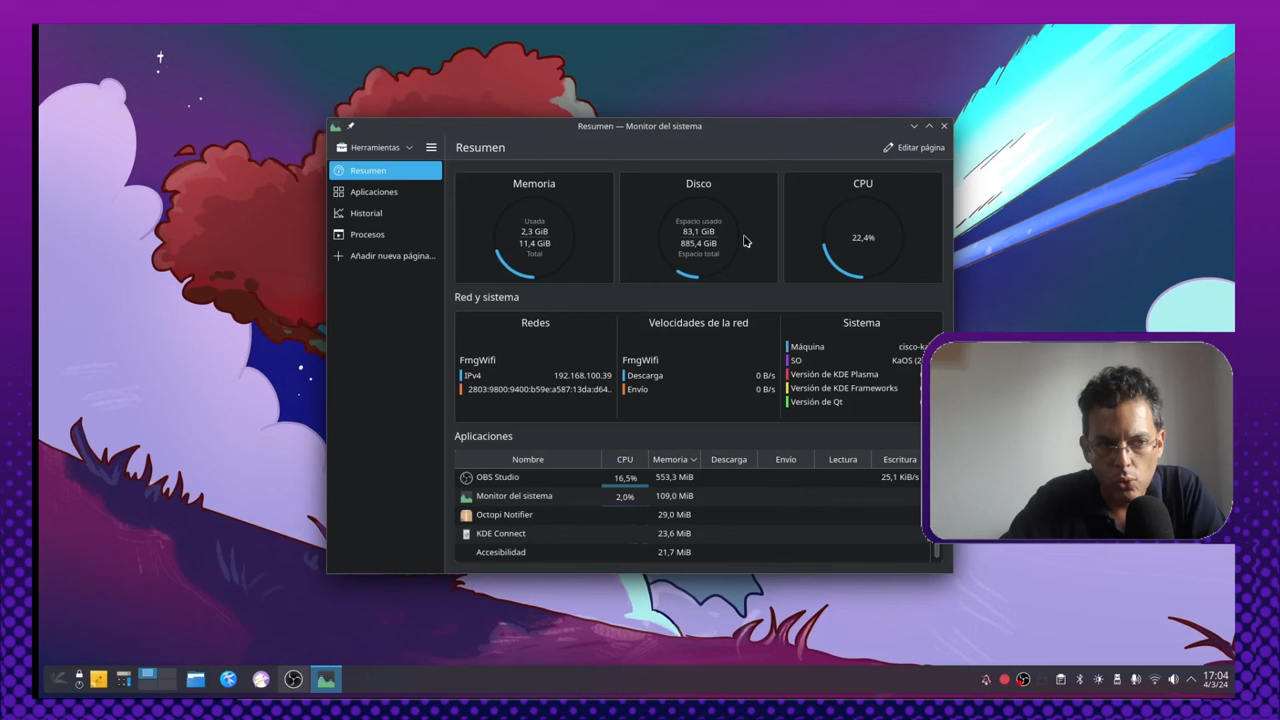 Resumen — Monitor del sistema
Herramientas
Resumen
Editar página
Resumen
Aplicaciones
Historial
Procesos
Añadir nueva página...
Memoria
Usada
2,3 GiB
11,4 GiB
Total
Disco
Espacio usado
83,1 GiB
885,4 GiB
Espacio total
CPU
22,4%
Red y sistema
Redes
FmgWifi
IPv4 192.168.100.39
2803:9800:9400:b59e:a587:13da:d64..
Velocidades de la red
FmgWifi
Descarga 0 B/s
Envío 0 B/s
Sistema
Máquina cisco-ka
SO KaOS (2
Versión de KDE Plasma
Versión de KDE Frameworks
Versión de Qt
Aplicaciones
Nombre CPU Memoria Descarga Envío Lectura Escritura
OBS Studio 16,5% 553,3 MiB 25,1 KiB/s
Monitor del sistema 2,0% 109,0 MiB
Octopi Notifier 29,0 MiB
KDE Connect 23,6 MiB
Accesibilidad 21,7 MiB
17:04
4/3/24